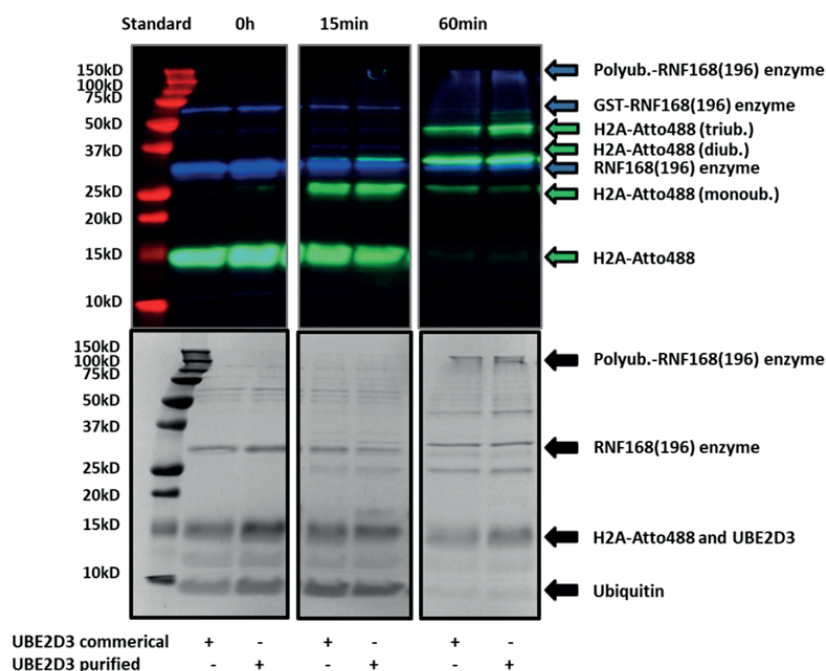 Standard 0h 15min 60min
150kD
100kD
75kD
50kD
37kD
25kD
20kD
15kD
10kD
Polyub.-RNF168(196) enzyme
GST-RNF168(196) enzyme
H2A-Atto488 (triub.)
H2A-Atto488 (diub.)
RNF168(196) enzyme
H2A-Atto488 (monoub.)
H2A-Atto488
150kD
100kD
75kD
50kD
37kD
25kD
20kD
15kD
10kD
Polyub.-RNF168(196) enzyme
RNF168(196) enzyme
H2A-Atto488 and UBE2D3
Ubiquitin
UBE2D3 commerical + - + - + -
UBE2D3 purified - + - + - +